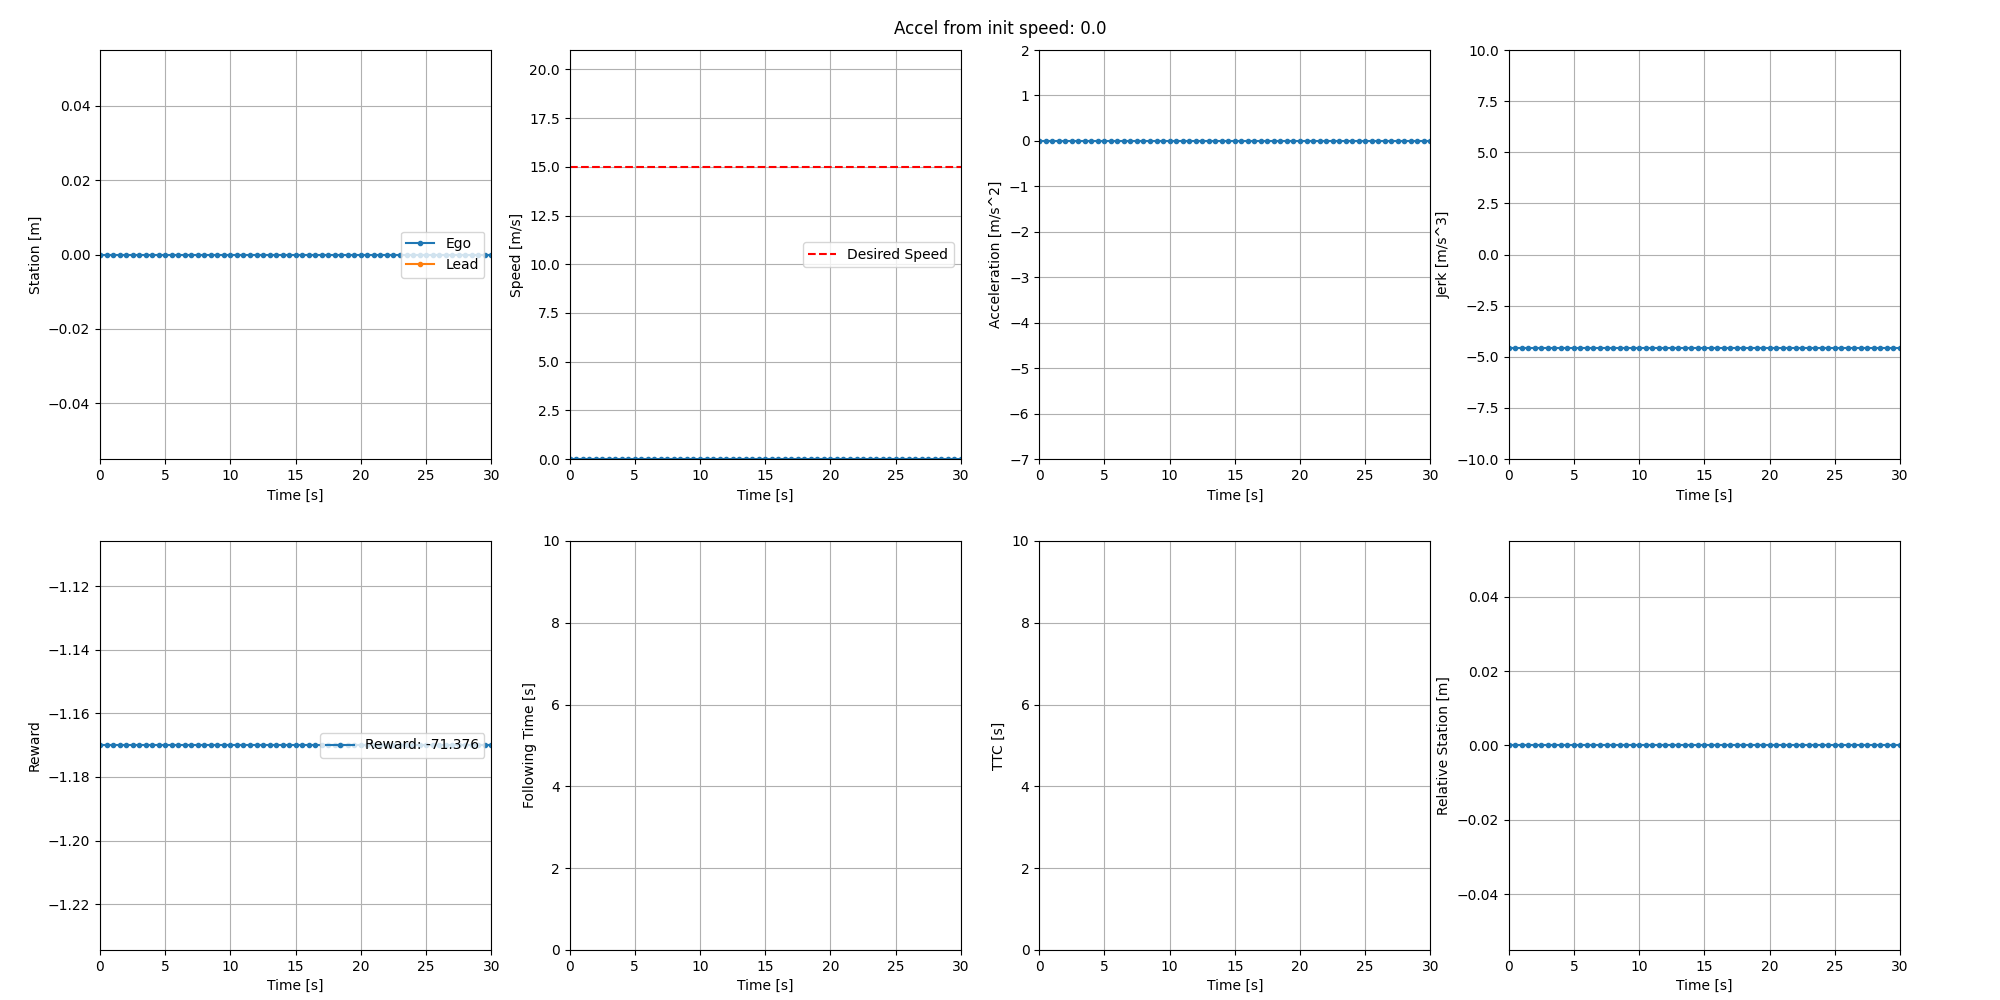 Accel from init speed: 0.0
0.04
0.02
0.00
−0.02
−0.04
Station [m]
Ego
Lead
0 5 10 15 20 25 30
Time [s]
20.0
17.5
15.0
12.5
10.0
7.5
5.0
2.5
0.0
Speed [m/s]
Desired Speed
0 5 10 15 20 25 30
Time [s]
2
1
0
−1
−2
−3
−4
−5
−6
−7
Acceleration [m/s^2]
0 5 10 15 20 25 30
Time [s]
10.0
7.5
5.0
2.5
0.0
−2.5
−5.0
−7.5
−10.0
Jerk [m/s^3]
0 5 10 15 20 25 30
Time [s]
−1.12
−1.14
−1.16
−1.18
−1.20
−1.22
Reward
Reward: -71.376
0 5 10 15 20 25 30
Time [s]
10
8
6
4
2
0
Following Time [s]
0 5 10 15 20 25 30
Time [s]
10
8
6
4
2
0
TTC [s]
0 5 10 15 20 25 30
Time [s]
0.04
0.02
0.00
−0.02
−0.04
Relative Station [m]
0 5 10 15 20 25 30
Time [s]